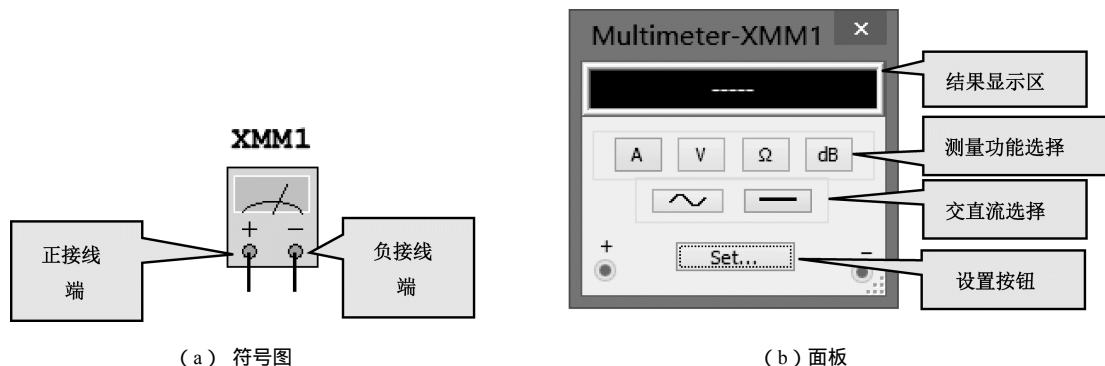 XMM1
+ −
正接线
端
负接线
端
（a） 符号图
Multimeter-XMM1 ×
-----
A V Ω dB
+ −
Set...
结果显示区
测量功能选择
交直流选择
设置按钮
（b）面板